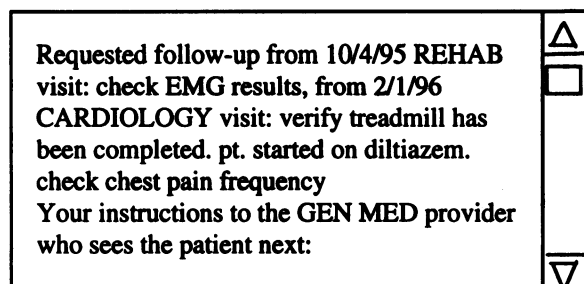 Requested follow-up from 10/4/95 REHAB
visit: check EMG results, from 2/1/96
CARDIOLOGY visit: verify treadmill has
been completed. pt. started on diltiazem.
check chest pain frequency
Your instructions to the GEN MED provider
who sees the patient next: